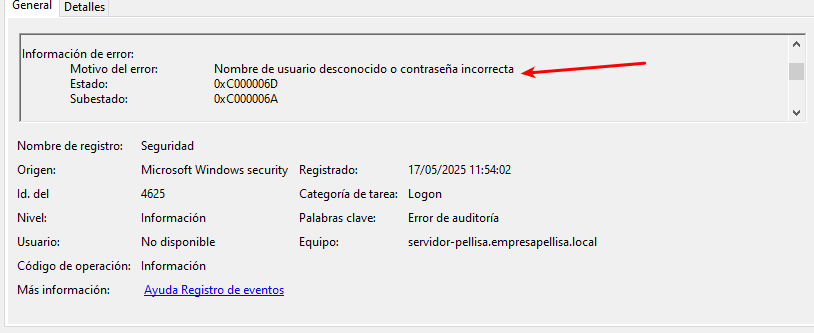 General Detalles
Información de error:
Motivo del error: Nombre de usuario desconocido o contraseña incorrecta
Estado: 0xC000006D
Subestado: 0xC000006A
Nombre de registro: Seguridad
Origen: Microsoft Windows security Registrado: 17/05/2025 11:54:02
Id. del 4625 Categoría de tarea: Logon
Nivel: Información Palabras clave: Error de auditoría
Usuario: No disponible Equipo: servidor-pellisa.empresapellisa.local
Código de operación: Información
Más información: Ayuda Registro de eventos